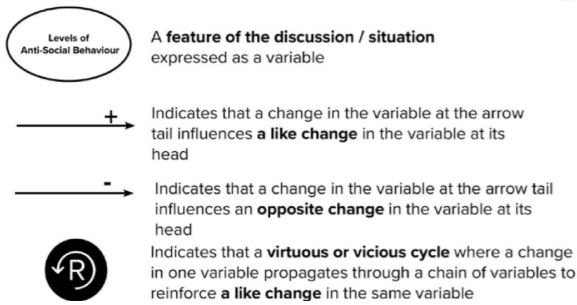 Levels of
Anti-Social Behaviour
A feature of the discussion / situation
expressed as a variable
+
Indicates that a change in the variable at the arrow
tail influences a like change in the variable at its
head
-
Indicates that a change in the variable at the arrow tail
influences an opposite change in the variable at its
head
R
Indicates that a virtuous or vicious cycle where a change
in one variable propagates through a chain of variables to
reinforce a like change in the same variable